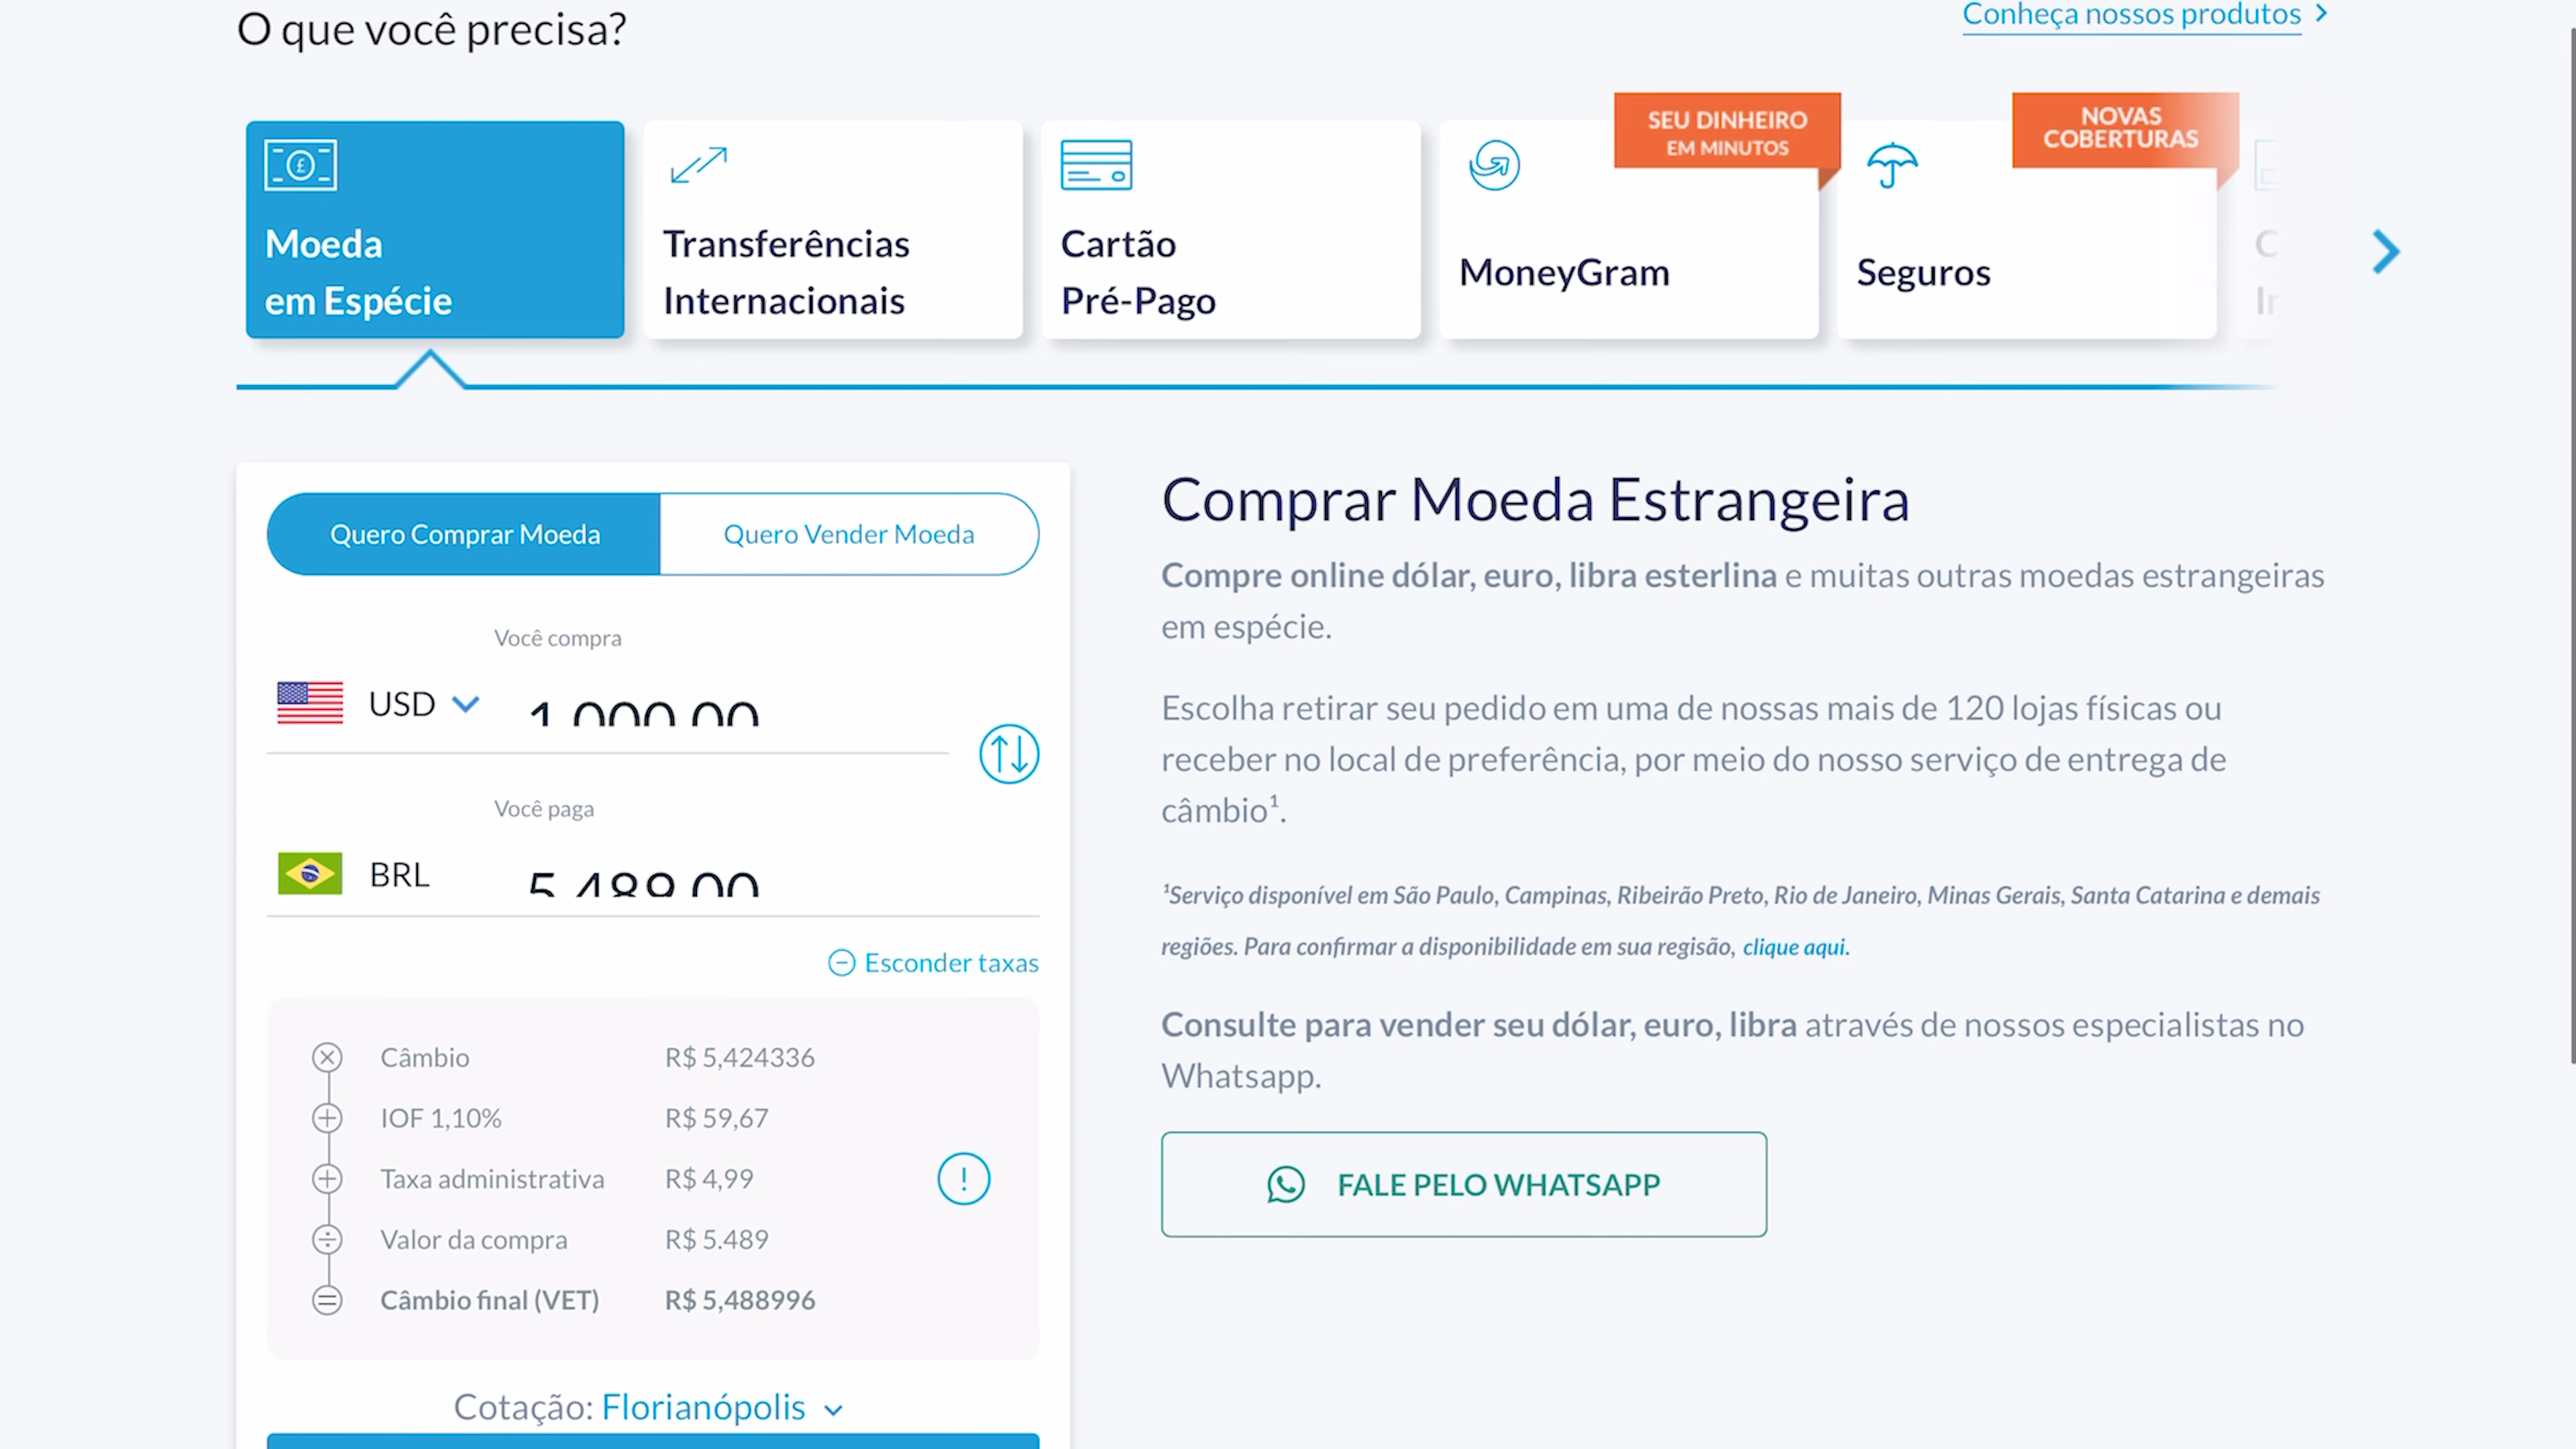 O que você precisa?
Conheça nossos produtos
SEU DINHEIRO
EM MINUTOS
NOVAS
COBERTURAS
Moeda
em Espécie
Transferências
Internacionais
Cartão
Pré-Pago
MoneyGram
Seguros
Quero Comprar Moeda
Quero Vender Moeda
Você compra
USD
Você paga
BRL
Esconder taxas
Câmbio R$ 5,424336
IOF 1,10% R$ 59,67
Taxa administrativa R$ 4,99
Valor da compra R$ 5.489
Câmbio final (VET) R$ 5,488996
Cotação: Florianópolis
Comprar Moeda Estrangeira
Compre online dólar, euro, libra esterlina e muitas outras moedas estrangeiras
em espécie.
Escolha retirar seu pedido em uma de nossas mais de 120 lojas físicas ou
receber no local de preferência, por meio do nosso serviço de entrega de
câmbio¹.
¹Serviço disponível em São Paulo, Campinas, Ribeirão Preto, Rio de Janeiro, Minas Gerais, Santa Catarina e demais
regiões. Para confirmar a disponibilidade em sua regisão, clique aqui.
Consulte para vender seu dólar, euro, libra através de nossos especialistas no
Whatsapp.
FALE PELO WHATSAPP